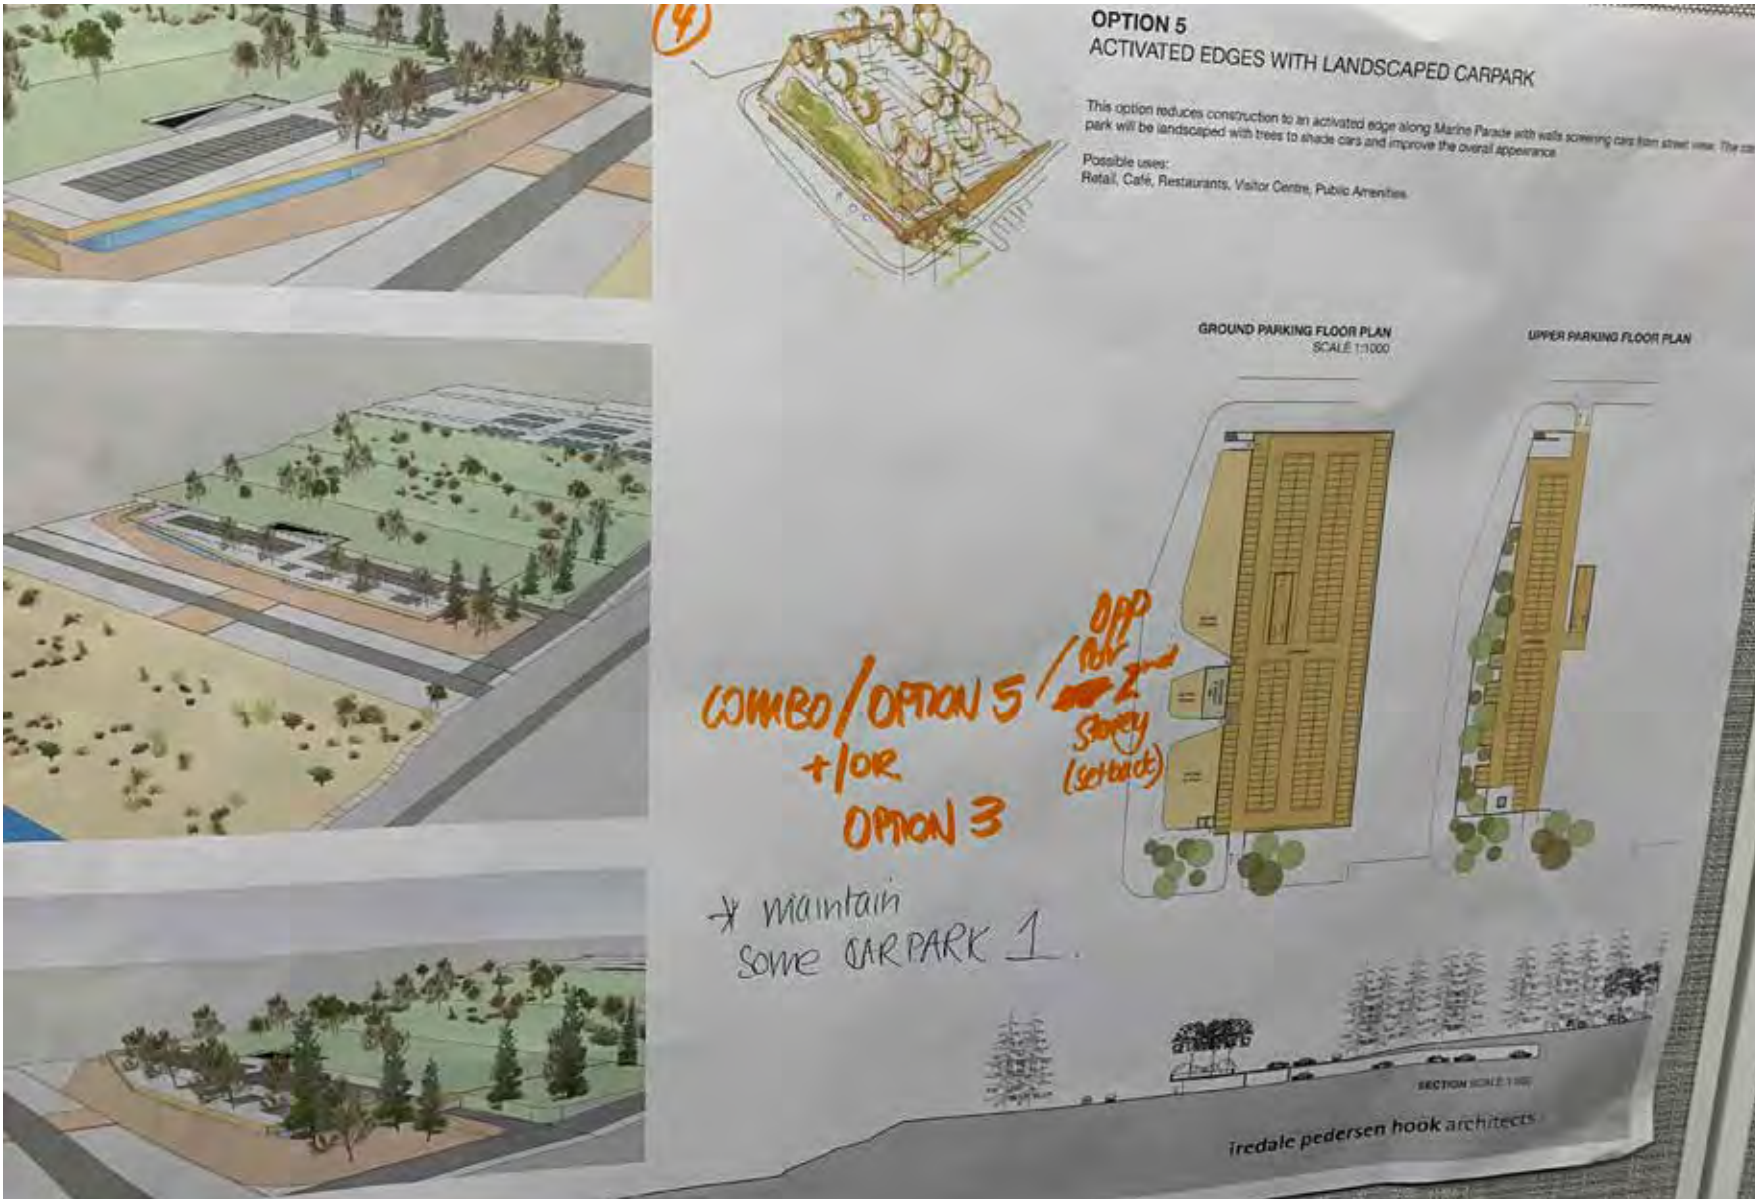 4
OPTION 5
ACTIVATED EDGES WITH LANDSCAPED CARPARK
This option reduces construction to an activated edge along Marine Parade with walls screening cars from street view. The car
park will be landscaped with trees to shade cars and improve the overall appearance
Possible uses:
Retail, Café, Restaurants, Visitor Centre, Public Amenities
GROUND PARKING FLOOR PLAN
SCALE 1:1000
UPPER PARKING FLOOR PLAN
COMBO / OPTION 5 /
+/OR
OPTION 3
OPP
for
2nd
Storey
(setback)
* maintain
some CARPARK 1.
SECTION SCALE 1:500
iredale pedersen hook architects